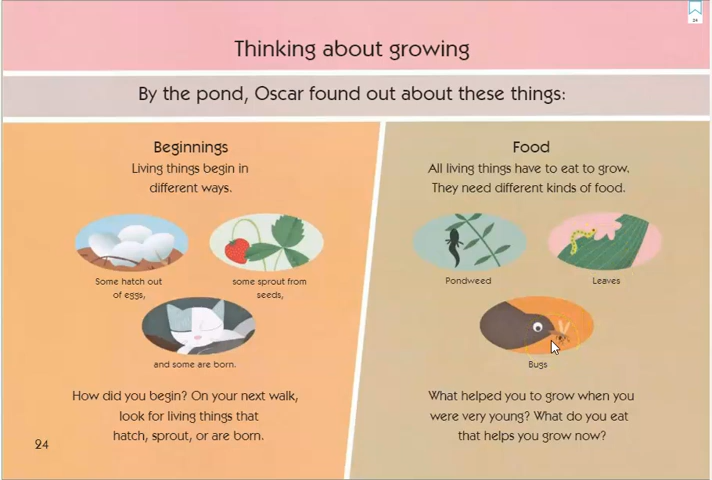 24
Thinking about growing
By the pond, Oscar found out about these things:
Beginnings
Living things begin in
different ways.
Some hatch out
of eggs,
some sprout from
seeds,
and some are born.
How did you begin? On your next walk,
look for living things that
hatch, sprout, or are born.
Food
All living things have to eat to grow.
They need different kinds of food.
Pondweed
Leaves
Bugs
What helped you to grow when you
were very young? What do you eat
that helps you grow now?
24